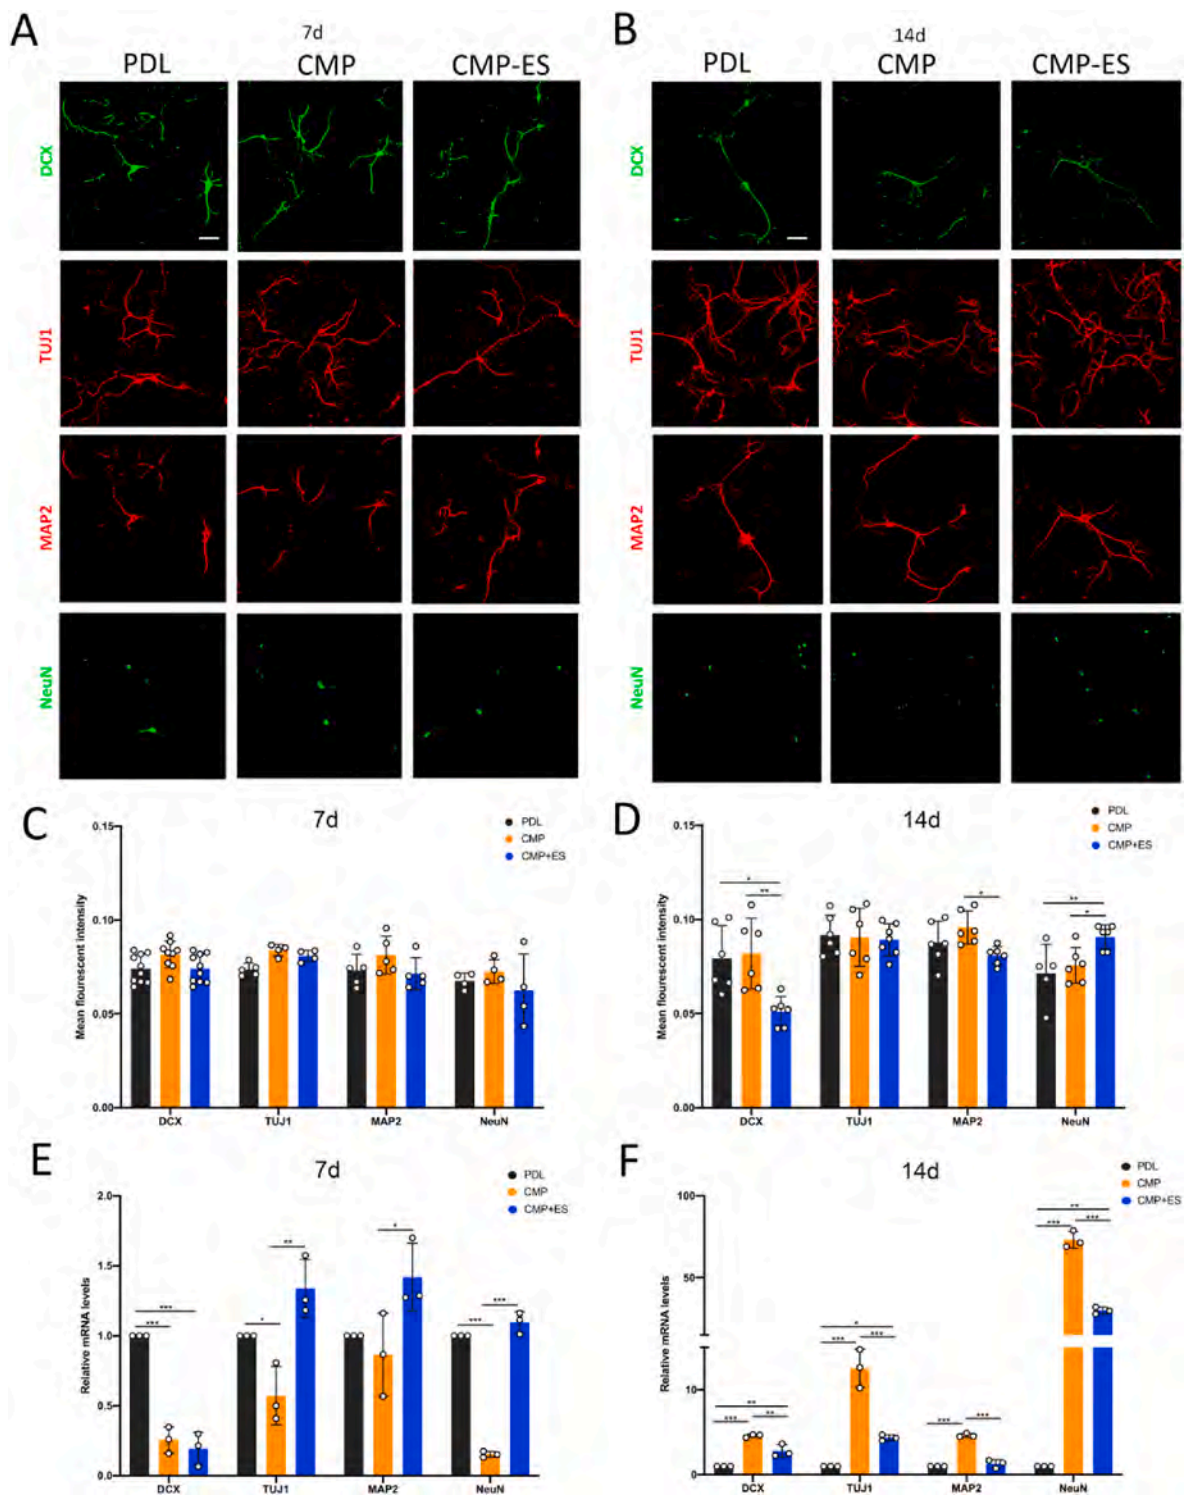 A
7d
PDL CMP CMP-ES
DCX
TUJ1
MAP2
NeuN
B
14d
PDL CMP CMP-ES
DCX
TUJ1
MAP2
NeuN
C
7d
PDL
CMP
CMP+ES
Mean flourescent intensity
0.15
0.10
0.05
0.00
DCX TUJ1 MAP2 NeuN
D
14d
PDL
CMP
CMP+ES
Mean flourescent intensity
0.15
0.10
0.05
0.00
* ** * ** *
DCX TUJ1 MAP2 NeuN
E
7d
PDL
CMP
CMP+ES
Relative mRNA levels
2.0
1.5
1.0
0.5
0.0
*** *** * ** * *** ***
DCX TUJ1 MAP2 NeuN
F
14d
PDL
CMP
CMP+ES
Relative mRNA levels
100
50
10
0
** *** ** * *** *** *** *** ** *** ***
DCX TUJ1 MAP2 NeuN